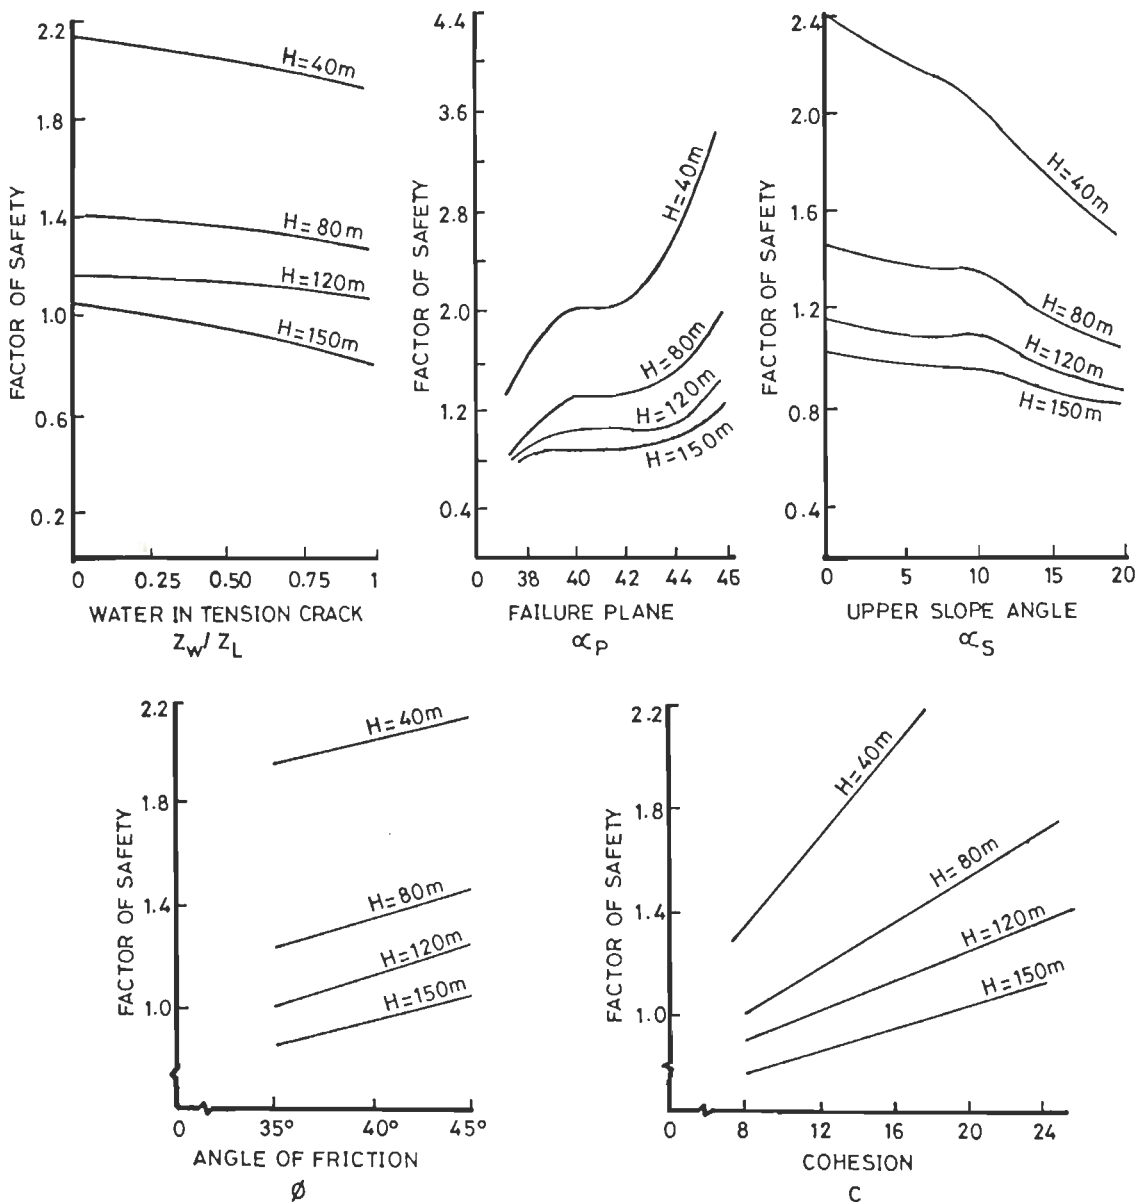 FACTOR OF SAFETY
2.2
1.8
1.4
1.0
0.6
0.2
H=40m
H=80m
H=120m
H=150m
0 0.25 0.50 0.75 1
WATER IN TENSION CRACK
Zw/ZL
FACTOR OF SAFETY
4.4
3.6
2.8
2.0
1.2
0.4
H=40m
H=80m
H=120m
H=150m
0 38 40 42 44 46
FAILURE PLANE
∝P
FACTOR OF SAFETY
2.4
2.0
1.6
1.2
0.8
0.4
H=40m
H=80m
H=120m
H=150m
0 5 10 15 20
UPPER SLOPE ANGLE
∝S
FACTOR OF SAFETY
2.2
1.8
1.4
1.0
H=40m
H=80m
H=120m
H=150m
0 35° 40° 45°
ANGLE OF FRICTION
Ø
FACTOR OF SAFETY
2.2
1.8
1.4
1.0
H=40m
H=80m
H=120m
H=150m
0 8 12 16 20 24
COHESION
C